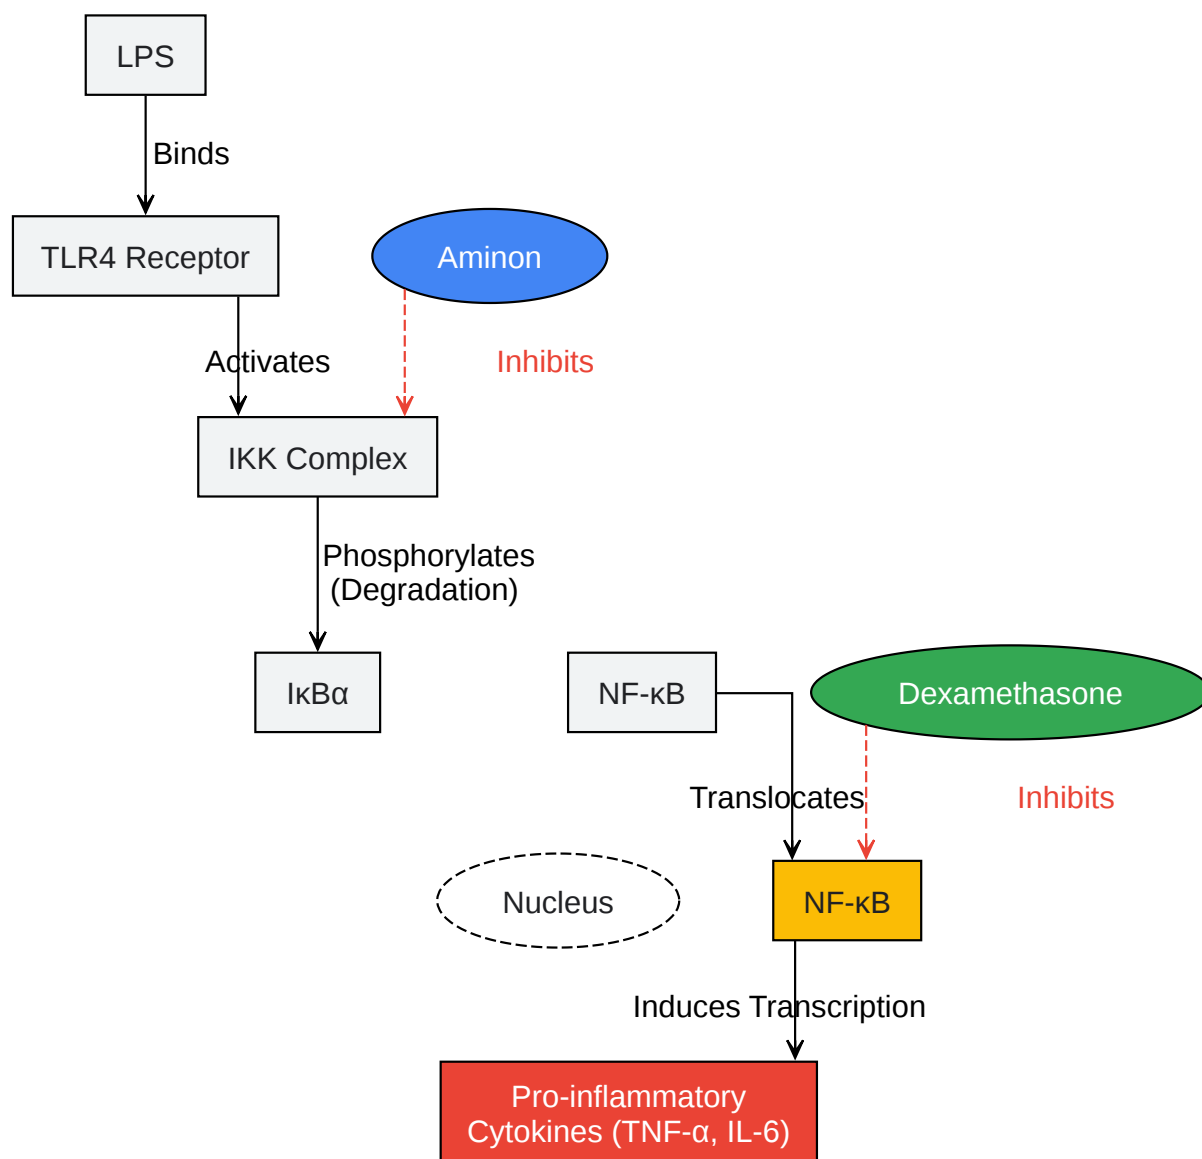 LPS
Binds
TLR4 Receptor
Aminon
Activates
Inhibits
IKK Complex
Phosphorylates
(Degradation)
IκBα
NF-κB
Dexamethasone
Translocates
Inhibits
Nucleus
NF-κB
Induces Transcription
Pro-inflammatory
Cytokines (TNF-α, IL-6)